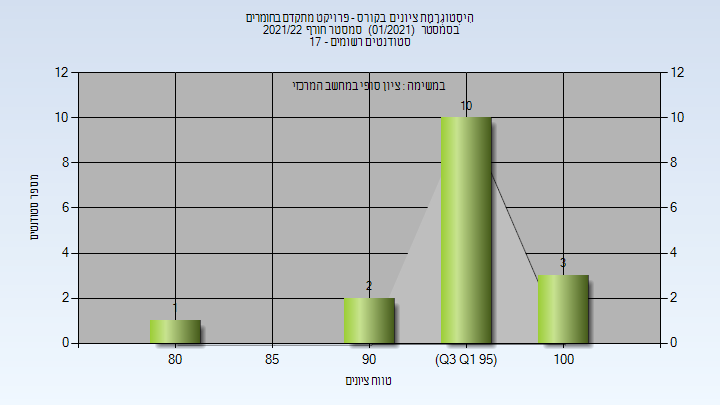 היסטוגרמת ציונים בקורס - פרויקט מתקדם בחומרים
בסמסטר (01/2021) סמסטר חורף 2021/22
סטודנטים רשומים - 17
במשימה : ציון סופי במחשב המרכזי
12 12
10 10
8 8
6 6
4 4
2 2
0 0
מספר סטודנטים
1
2
10
3
80 85 90 (Q3 Q1 95) 100
טווח ציונים